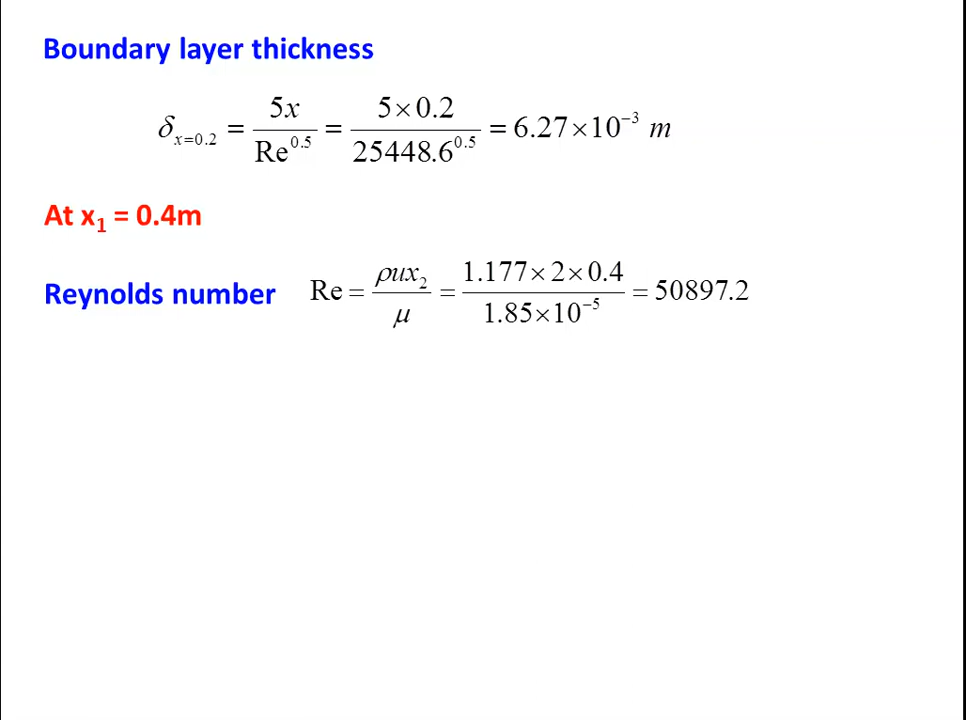 Boundary layer thickness
δ_{x=0.2} = 5x / Re^{0.5} = 5×0.2 / 25448.6^{0.5} = 6.27×10^{−3} m
At x_1 = 0.4m
Reynolds number Re = ρux_2 / μ = 1.177×2×0.4 / 1.85×10^{−5} = 50897.2